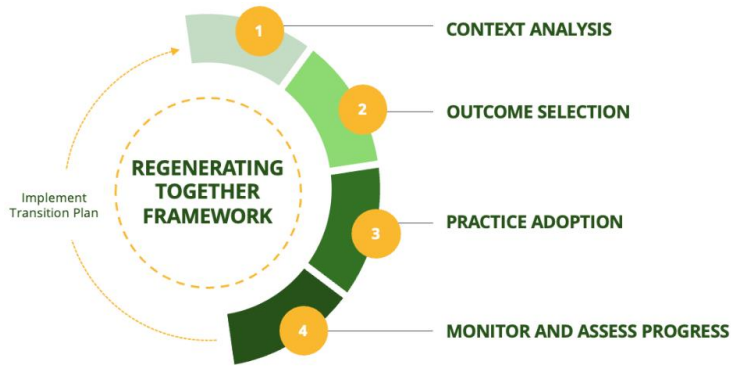 1
CONTEXT ANALYSIS
2
OUTCOME SELECTION
REGENERATING
TOGETHER
FRAMEWORK
Implement
Transition Plan
3
PRACTICE ADOPTION
4
MONITOR AND ASSESS PROGRESS